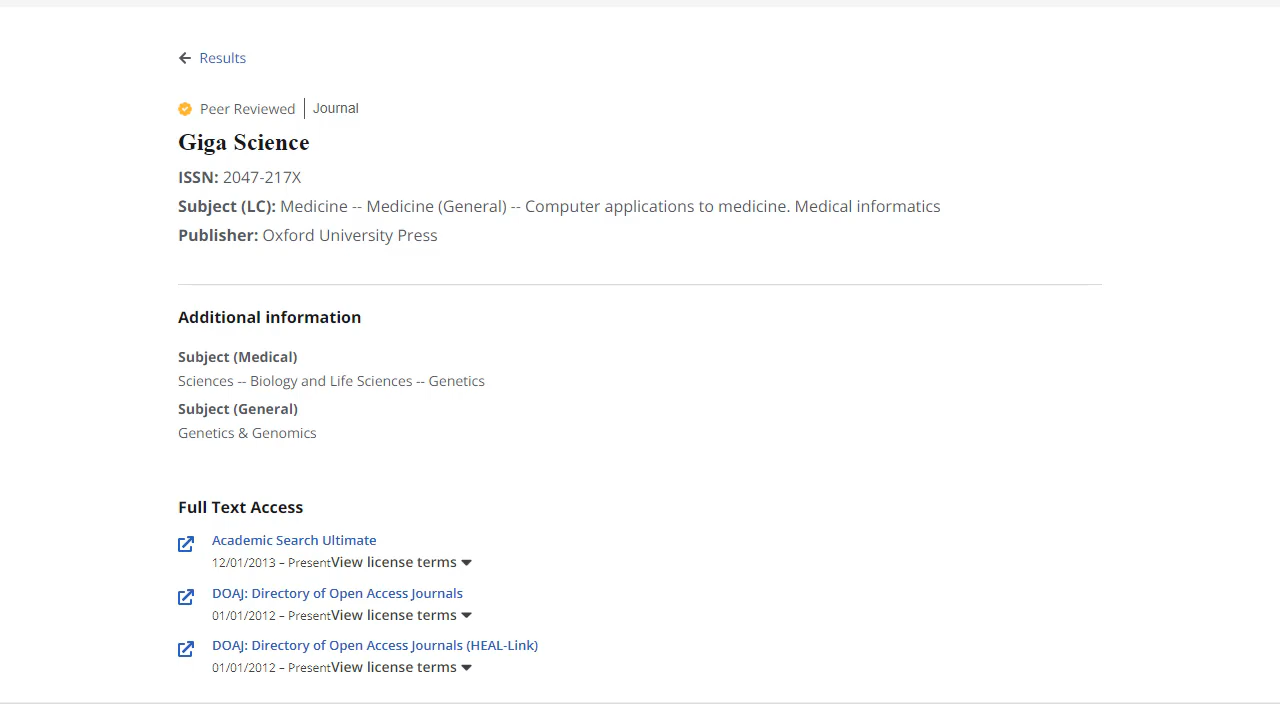 Results
Peer Reviewed
Journal
Giga Science
ISSN: 2047-217X
Subject (LC): Medicine -- Medicine (General) -- Computer applications to medicine. Medical informatics
Publisher: Oxford University Press
Additional information
Subject (Medical)
Sciences -- Biology and Life Sciences -- Genetics
Subject (General)
Genetics & Genomics
Full Text Access
Academic Search Ultimate
12/01/2013 – PresentView license terms
DOAJ: Directory of Open Access Journals
01/01/2012 – PresentView license terms
DOAJ: Directory of Open Access Journals (HEAL-Link)
01/01/2012 – PresentView license terms